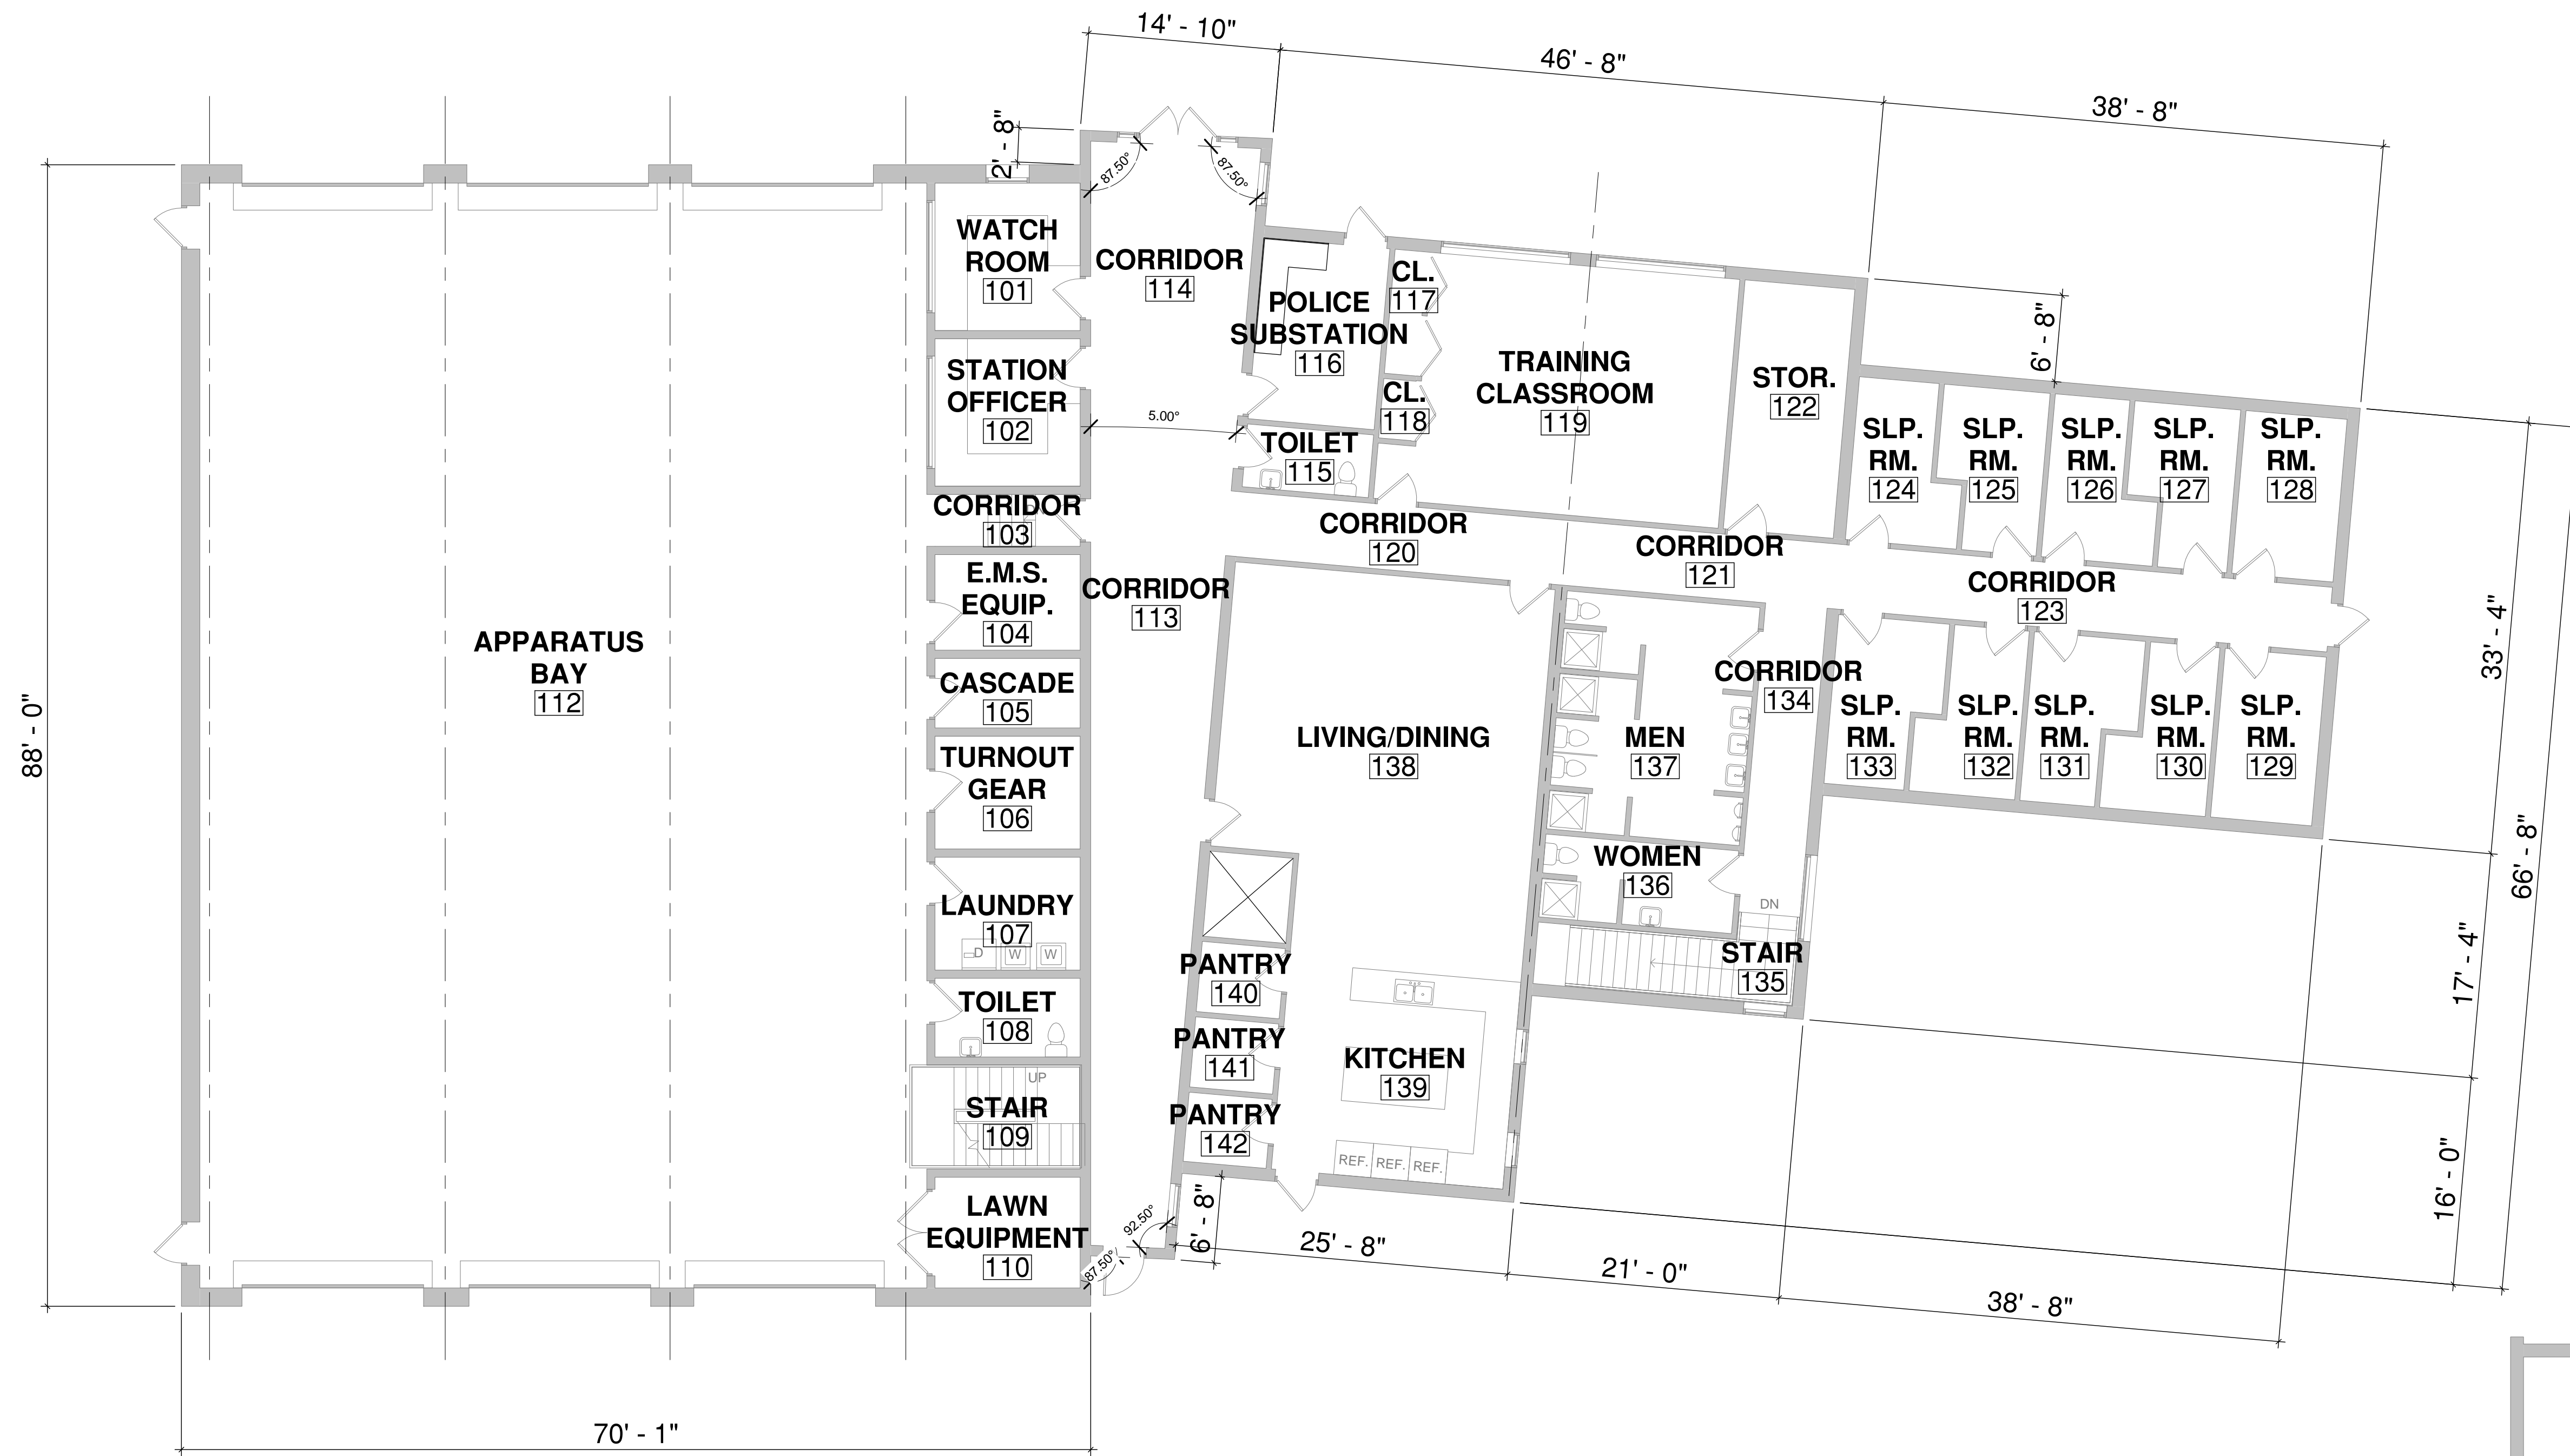 14' - 10"
46' - 8"
38' - 8"
2' - 8"
87.50°
87.50°
WATCH
ROOM
101
CORRIDOR
114
CL.
117
POLICE
SUBSTATION
116
6' - 8"
STATION
OFFICER
102
TRAINING
CLASSROOM
119
STOR.
122
CL.
118
5.00°
TOILET
115
SLP.
RM.
124
SLP.
RM.
125
SLP.
RM.
126
SLP.
RM.
127
SLP.
RM.
128
CORRIDOR
103
CORRIDOR
120
CORRIDOR
121
CORRIDOR
123
E.M.S.
EQUIP.
104
CORRIDOR
113
33' - 4"
APPARATUS
BAY
112
CASCADE
105
CORRIDOR
134
88' - 0"
TURNOUT
GEAR
106
LIVING/DINING
138
MEN
137
SLP.
RM.
133
SLP.
RM.
132
SLP.
RM.
131
SLP.
RM.
130
SLP.
RM.
129
66' - 8"
WOMEN
136
LAUNDRY
107
D
W
W
DN
STAIR
135
17' - 4"
PANTRY
140
TOILET
108
PANTRY
141
KITCHEN
139
UP
STAIR
109
PANTRY
142
REF.
REF.
REF.
16' - 0"
LAWN
EQUIPMENT
110
92.50°
87.50°
6' - 8"
25' - 8"
21' - 0"
38' - 8"
70' - 1"